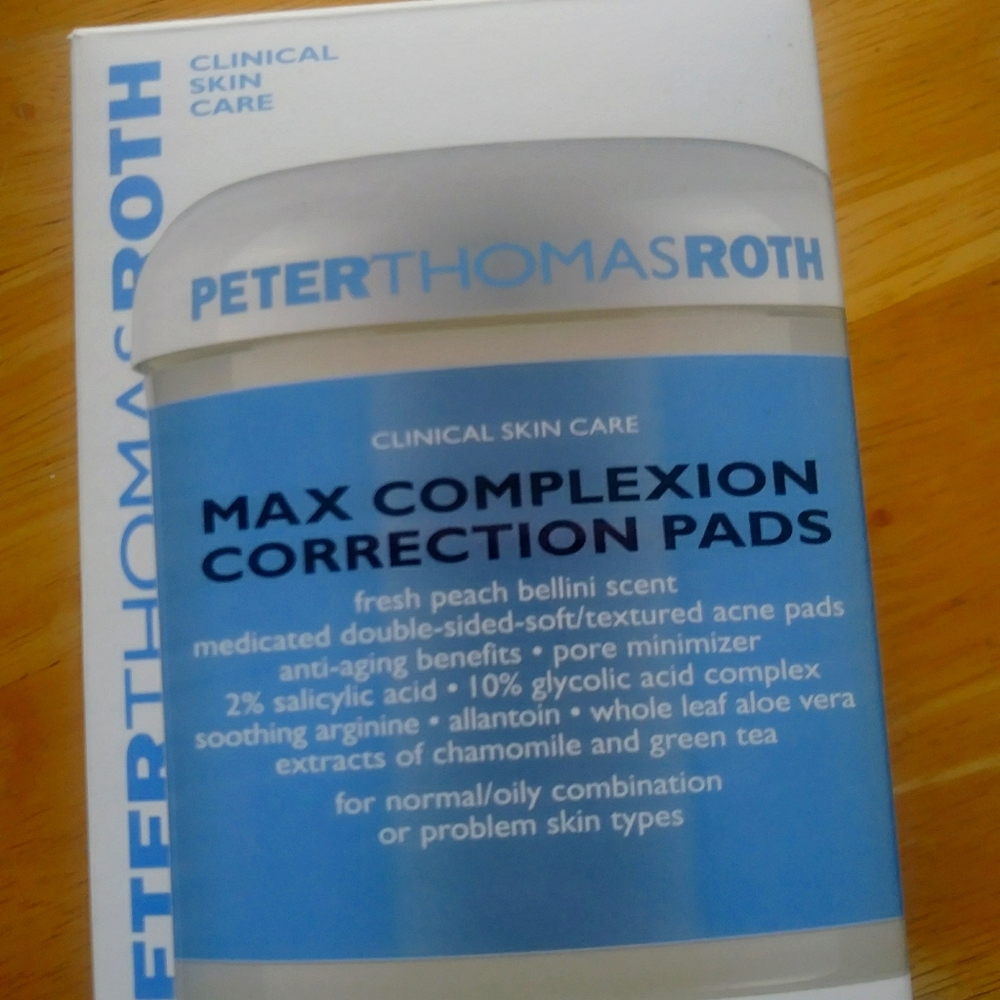 CLINICAL
SKIN
CARE
PETERTHOMASROTH
CLINICAL SKIN CARE
MAX COMPLEXION
CORRECTION PADS
fresh peach bellini scent
medicated double-sided-soft/textured acne pads
anti-aging benefits • pore minimizer
2% salicylic acid • 10% glycolic acid complex
soothing arginine • allantoin • whole leaf aloe vera
extracts of chamomile and green tea
for normal/oily combination
or problem skin types
ETERTHOMASROTH